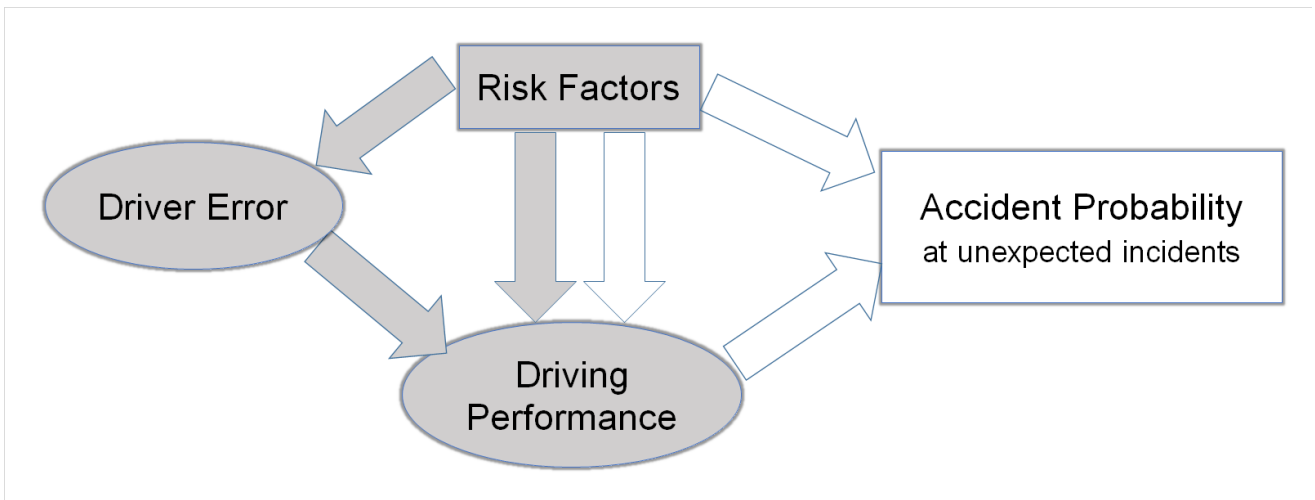 Risk Factors
Driver Error
Accident Probability
at unexpected incidents
Driving
Performance